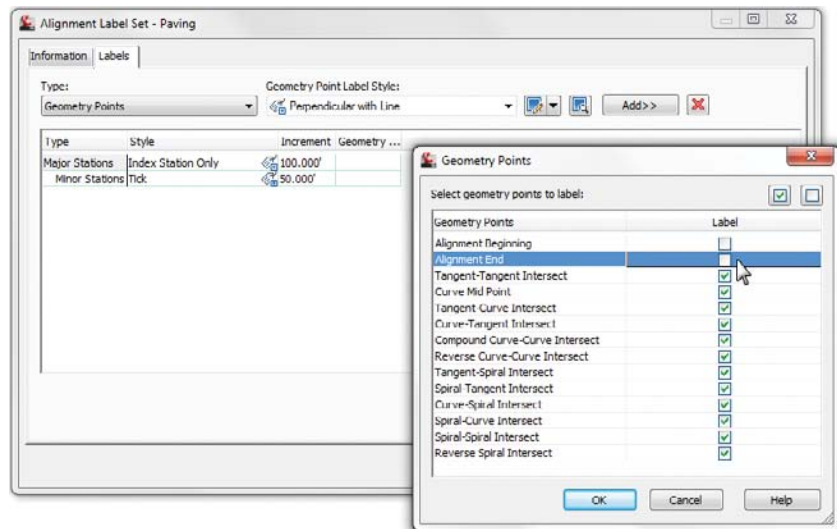 Alignment Label Set - Paving
Information Labels
Type: Geometry Point Label Style:
Geometry Points Perpendicular with Line Add>>
Type Style Increment Geometry ...
Major Stations Index Station Only 100.000'
Minor Stations Tick 50.000'
Geometry Points
Select geometry points to label:
Geometry Points Label
Alignment Beginning
Alignment End
Tangent-Tangent Intersect
Curve Mid Point
Tangent-Curve Intersect
Curve-Tangent Intersect
Compound Curve-Curve Intersect
Reverse Curve-Curve Intersect
Tangent-Spiral Intersect
Spiral-Tangent Intersect
Curve-Spiral Intersect
Spiral-Curve Intersect
Spiral-Spiral Intersect
Reverse Spiral Intersect
OK Cancel Help